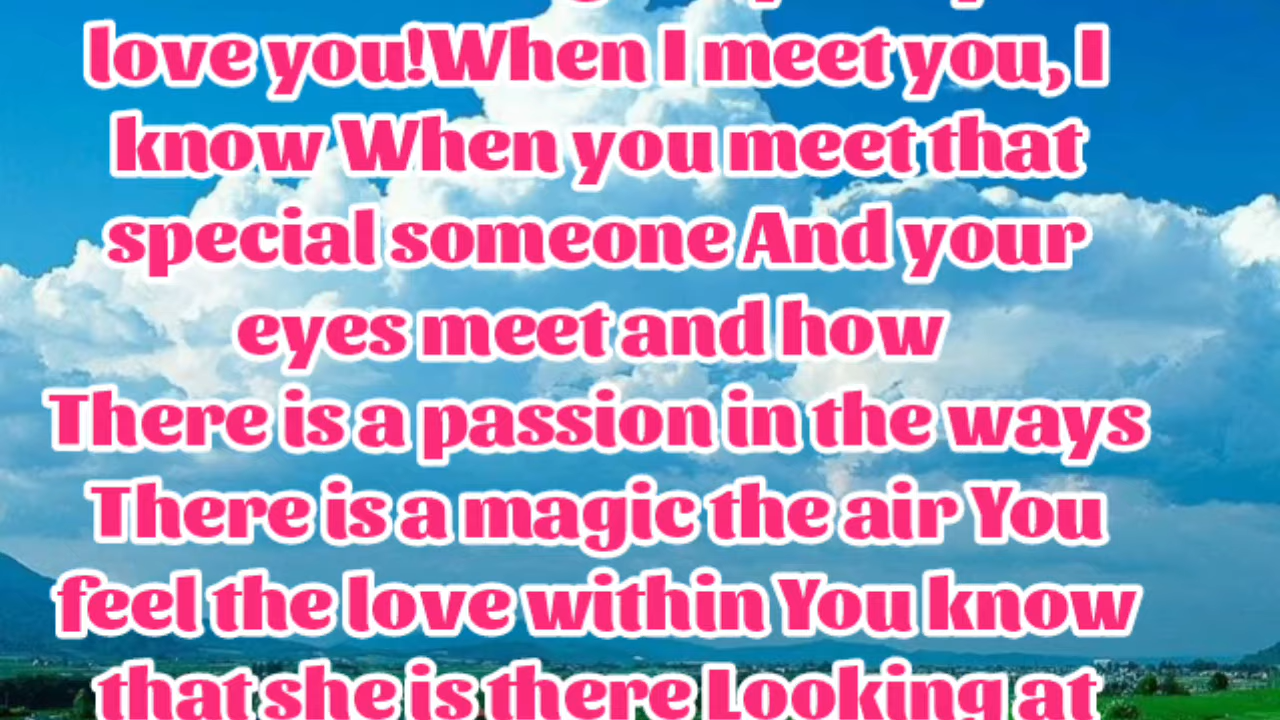 love you!When I meet you, I
know When you meet that
special someone And your
eyes meet and how
There is a passion in the ways
There is a magic the air You
feel the love within You know
that she is there Looking at